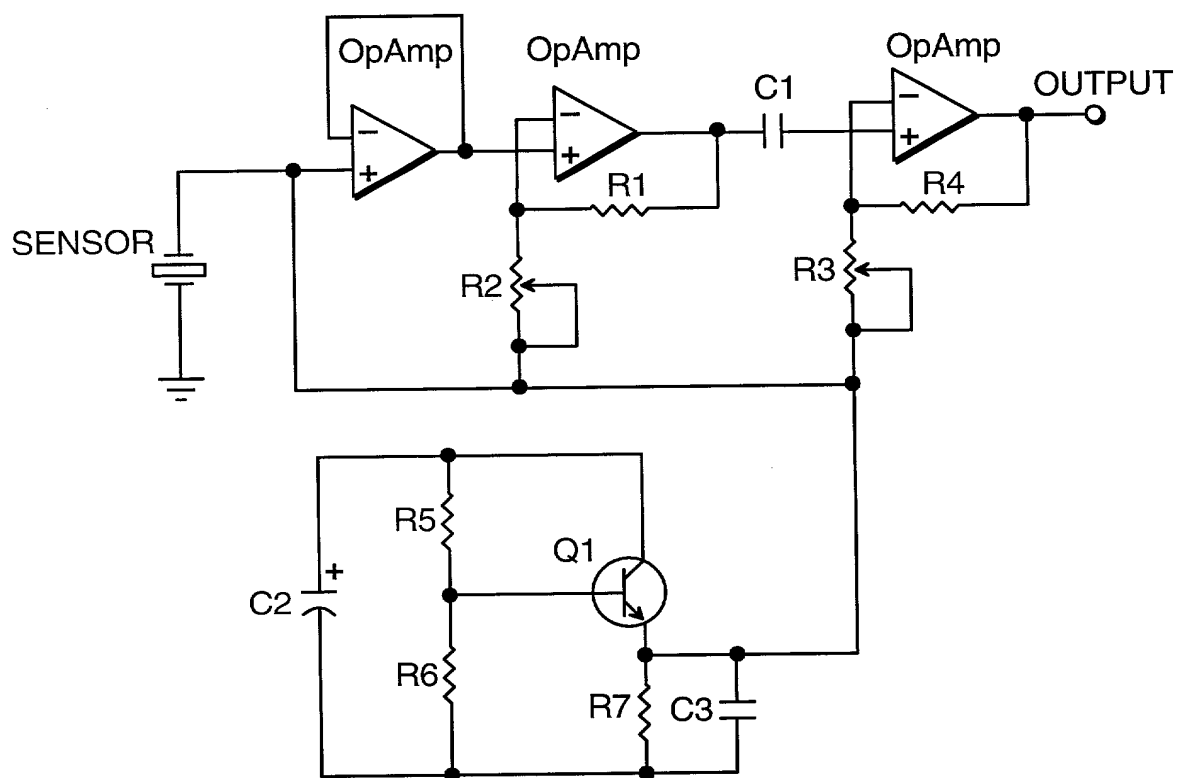 OpAmp
OpAmp
OpAmp
OUTPUT
C1
R1
R4
SENSOR
R2
R3
R5
Q1
C2
+
R6
R7
C3